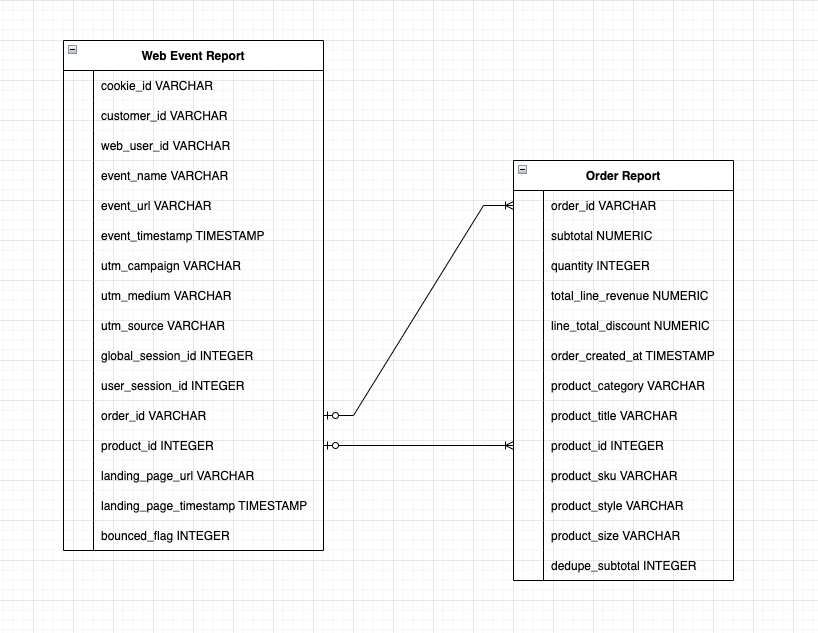 Web Event Report
cookie_id VARCHAR
customer_id VARCHAR
web_user_id VARCHAR
event_name VARCHAR
event_url VARCHAR
event_timestamp TIMESTAMP
utm_campaign VARCHAR
utm_medium VARCHAR
utm_source VARCHAR
global_session_id INTEGER
user_session_id INTEGER
order_id VARCHAR
product_id INTEGER
landing_page_url VARCHAR
landing_page_timestamp TIMESTAMP
bounced_flag INTEGER
Order Report
order_id VARCHAR
subtotal NUMERIC
quantity INTEGER
total_line_revenue NUMERIC
line_total_discount NUMERIC
order_created_at TIMESTAMP
product_category VARCHAR
product_title VARCHAR
product_id INTEGER
product_sku VARCHAR
product_style VARCHAR
product_size VARCHAR
dedupe_subtotal INTEGER